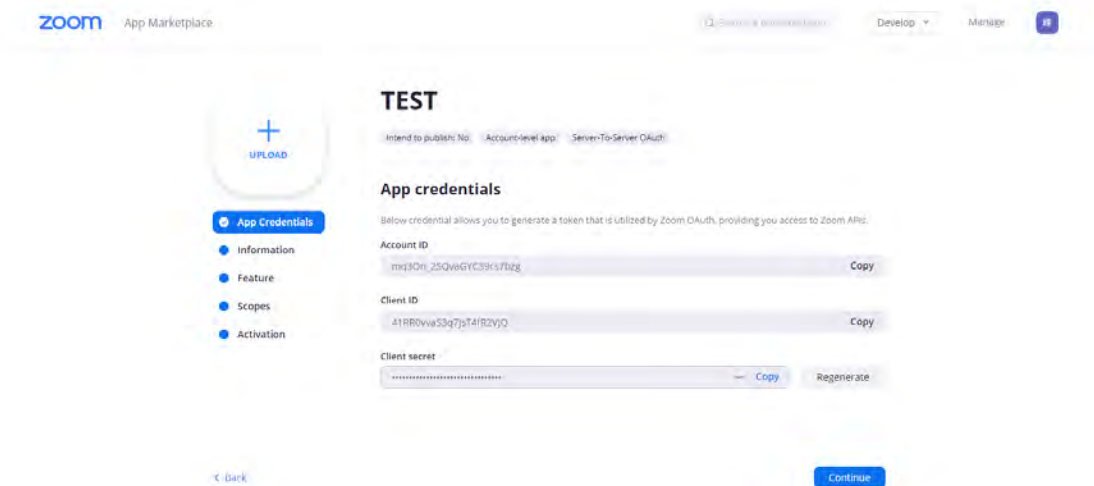 zoom App Marketplace Develop Manage
TEST
UPLOAD
Intend to publish: No Account-level app Server-To-Server OAuth
App credentials
Below credential allows you to generate a token that is utilized by Zoom OAuth, providing you access to Zoom APIs.
App Credentials
Information
Feature
Scopes
Activation
Account ID
Copy
Client ID
Copy
Client secret
Copy Regenerate
< Back Continue